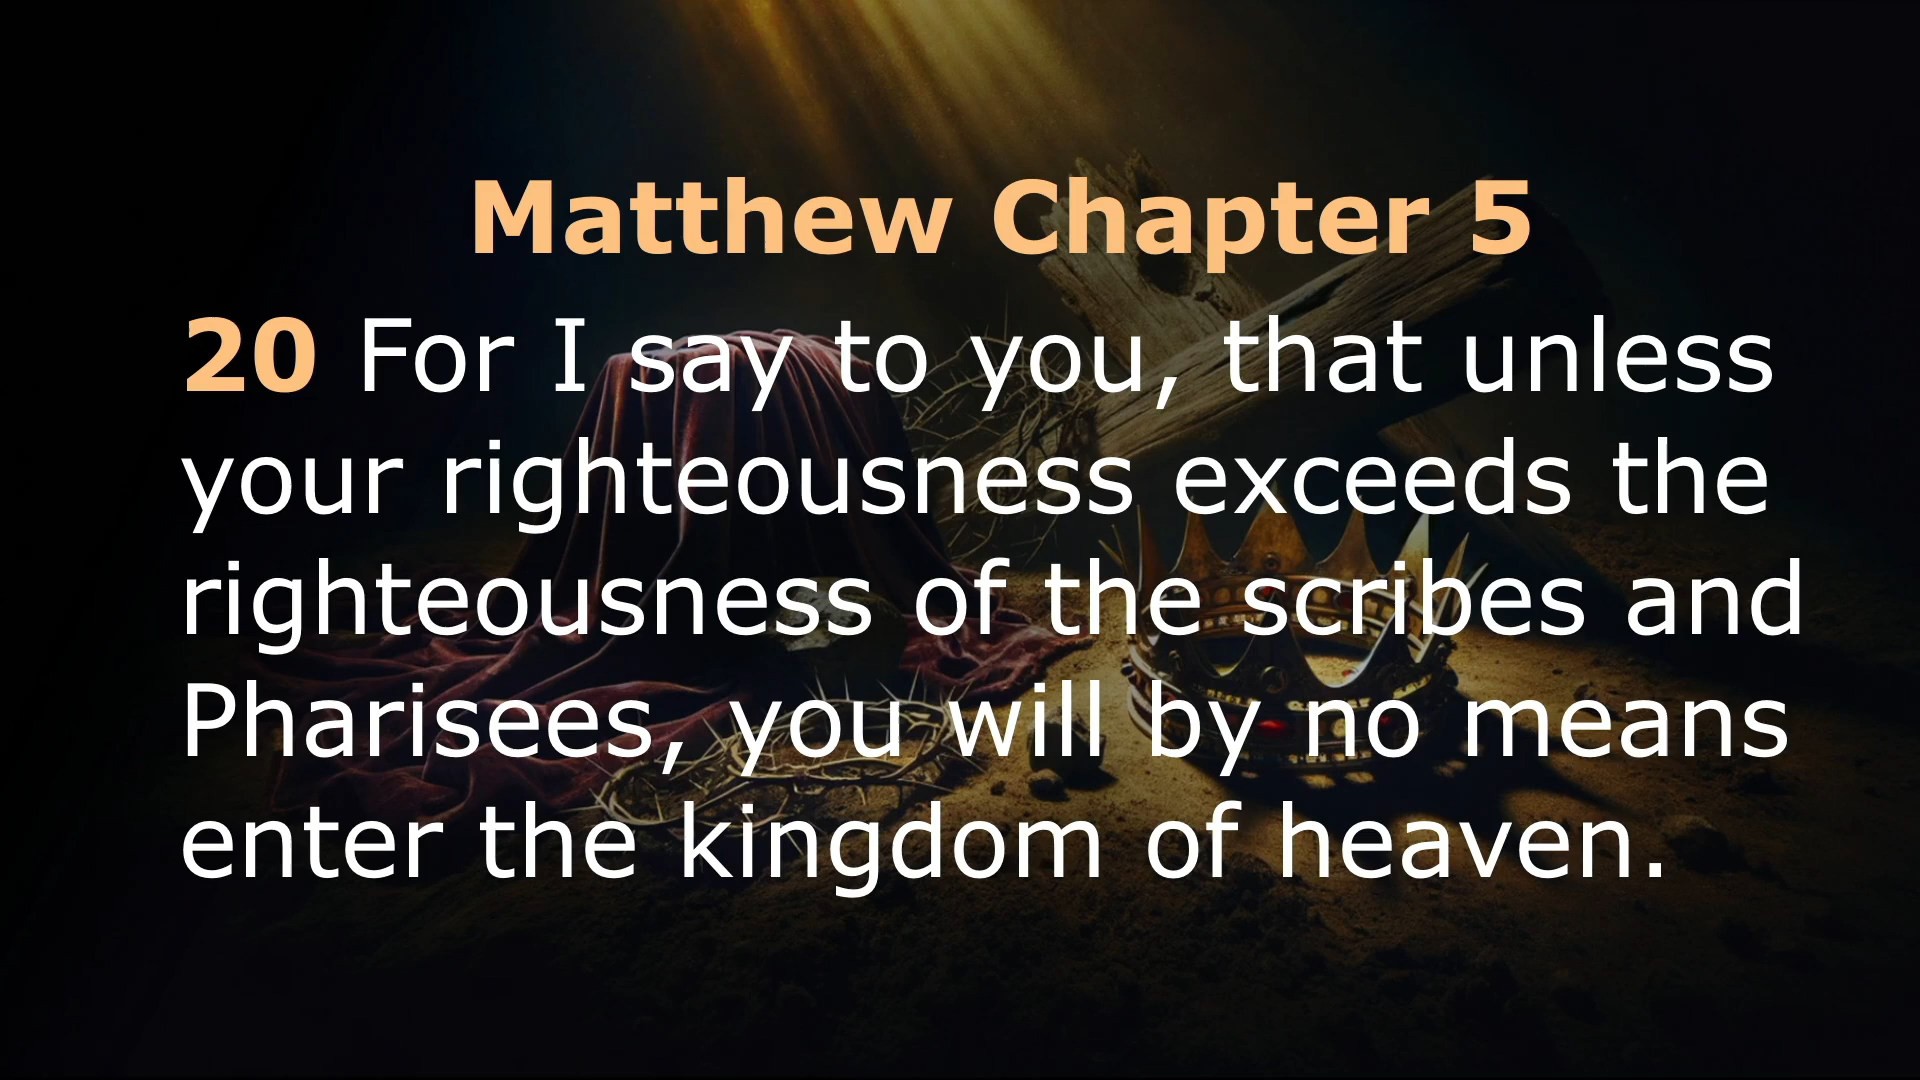 Matthew Chapter 5
20 For I say to you, that unless
your righteousness exceeds the
righteousness of the scribes and
Pharisees, you will by no means
enter the kingdom of heaven.